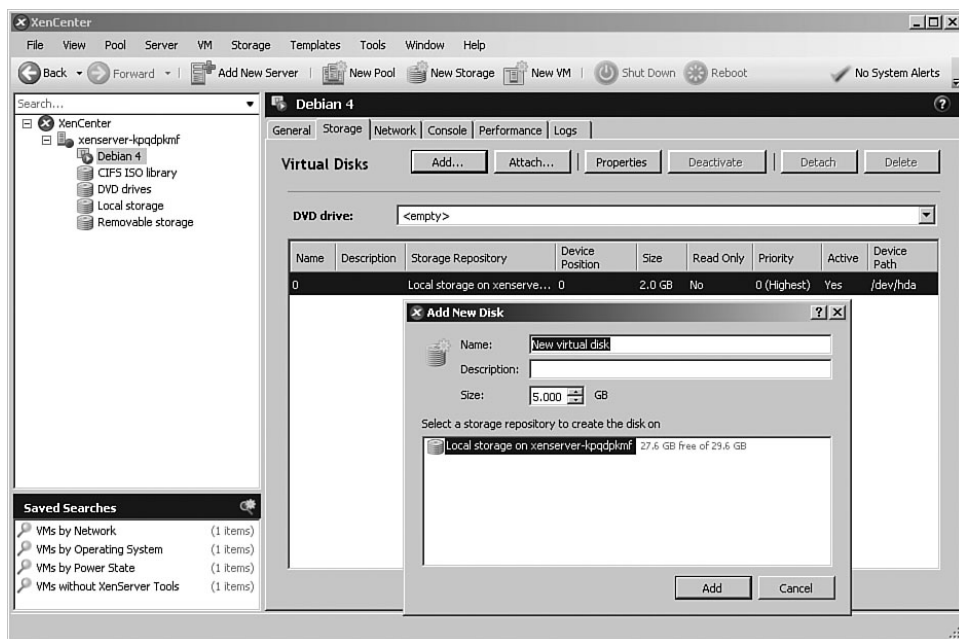 XenCenter
File View Pool Server VM Storage Templates Tools Window Help
Back Forward Add New Server New Pool New Storage New VM Shut Down Reboot No System Alerts
Search...
XenCenter
xenserver-kpqdpkmf
Debian 4
CIFS ISO library
DVD drives
Local storage
Removable storage
Saved Searches
VMs by Network (1 items)
VMs by Operating System (1 items)
VMs by Power State (1 items)
VMs without XenServer Tools (1 items)
Debian 4
General Storage Network Console Performance Logs
Virtual Disks Add... Attach... Properties Deactivate Detach Delete
DVD drive: <empty>
Name Description Storage Repository Device Position Size Read Only Priority Active Device Path
0 Local storage on xenserve... 0 2.0 GB No 0 (Highest) Yes /dev/hda
Add New Disk
Name: New virtual disk
Description:
Size: 5.000 GB
Select a storage repository to create the disk on
Local storage on xenserver-kpqdpkmf 27.6 GB free of 29.6 GB
Add Cancel